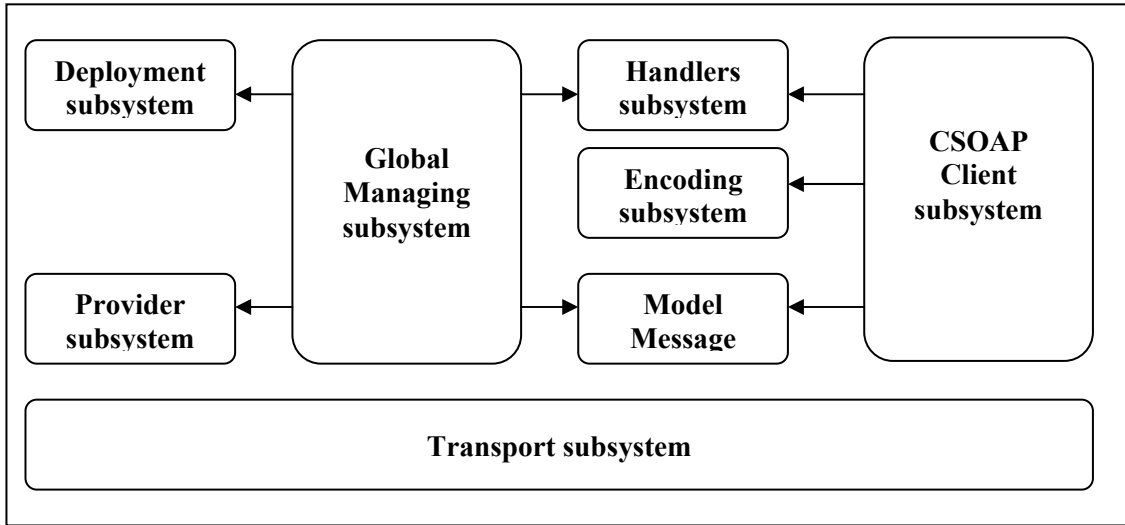 Deployment
subsystem
Global
Managing
subsystem
Handlers
subsystem
Encoding
subsystem
CSOAP
Client
subsystem
Provider
subsystem
Model
Message
Transport subsystem